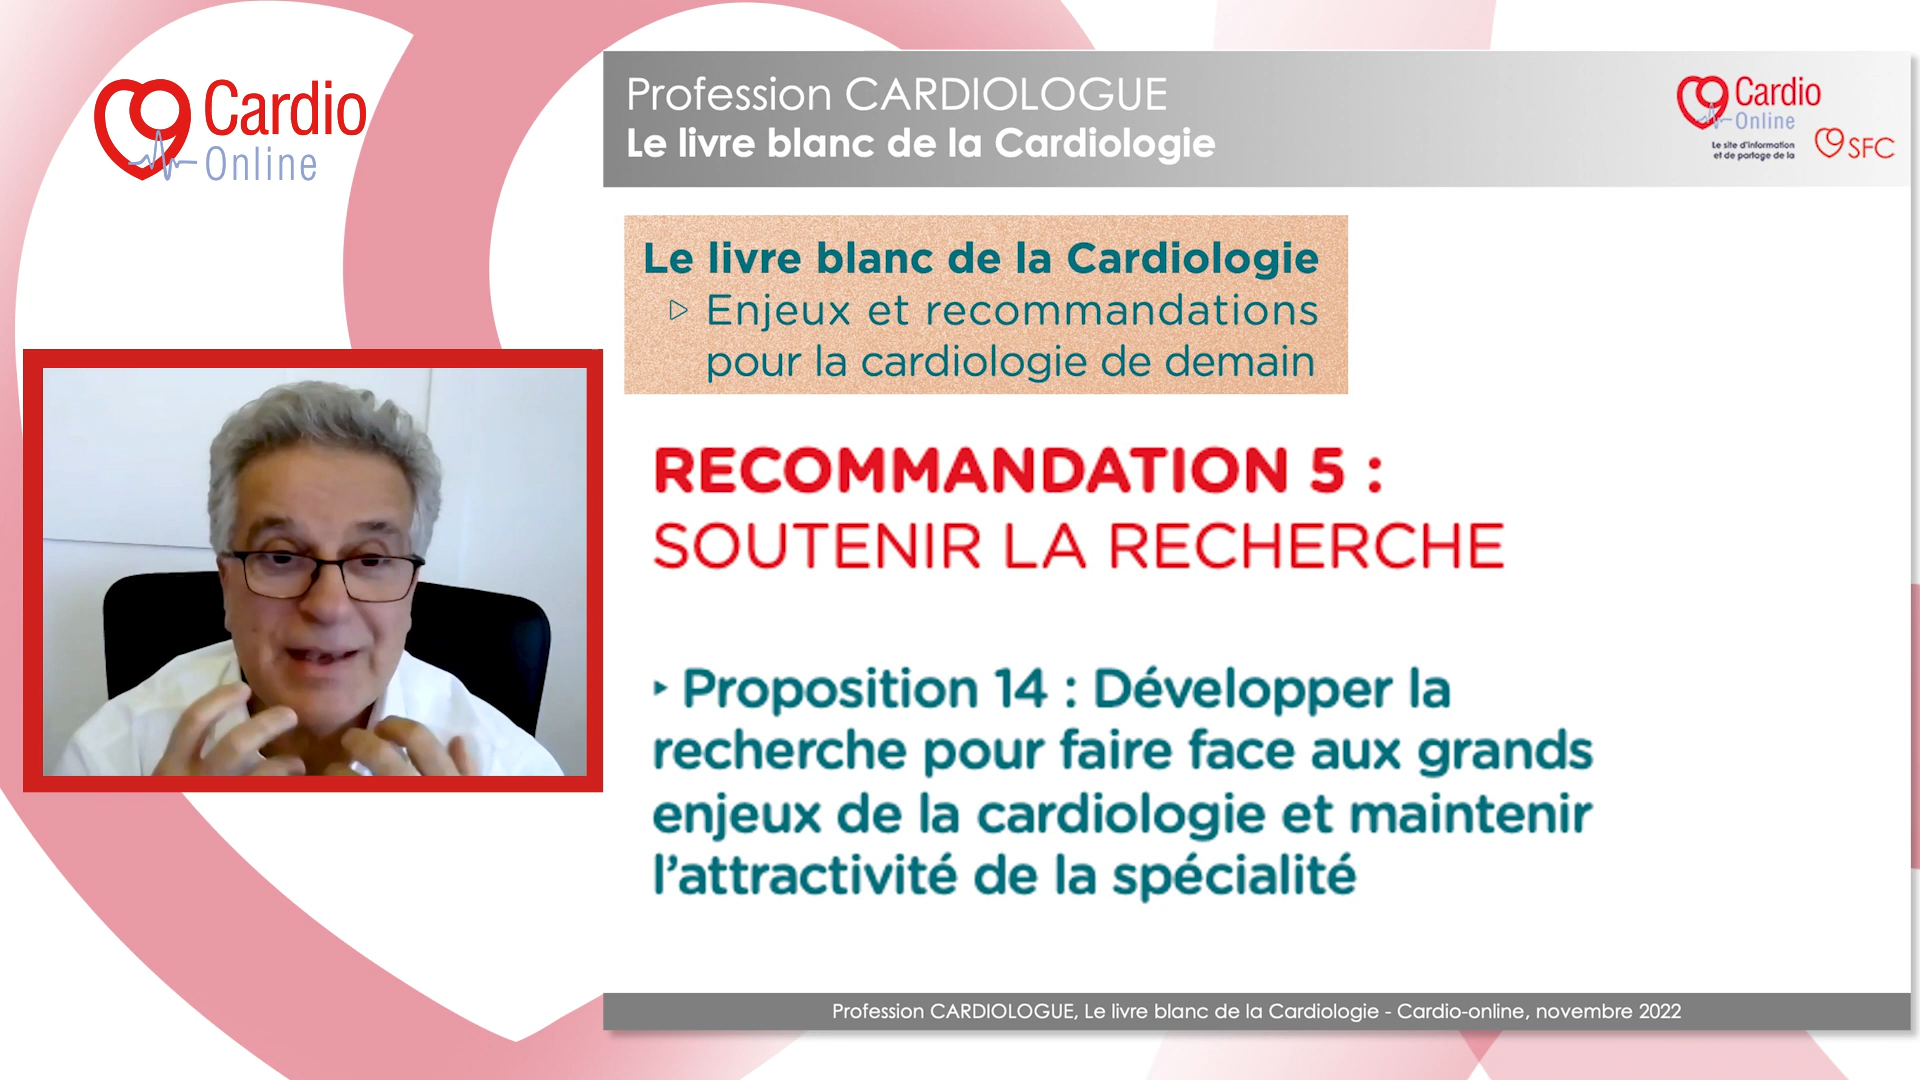 Cardio
Online
Profession CARDIOLOGUE
Le livre blanc de la Cardiologie
Cardio
Online
Le site d'information
et de partage de la
SFC
Le livre blanc de la Cardiologie
▷ Enjeux et recommandations
pour la cardiologie de demain
RECOMMANDATION 5 :
SOUTENIR LA RECHERCHE
‣ Proposition 14 : Développer la
recherche pour faire face aux grands
enjeux de la cardiologie et maintenir
l’attractivité de la spécialité
Profession CARDIOLOGUE, Le livre blanc de la Cardiologie - Cardio-online, novembre 2022